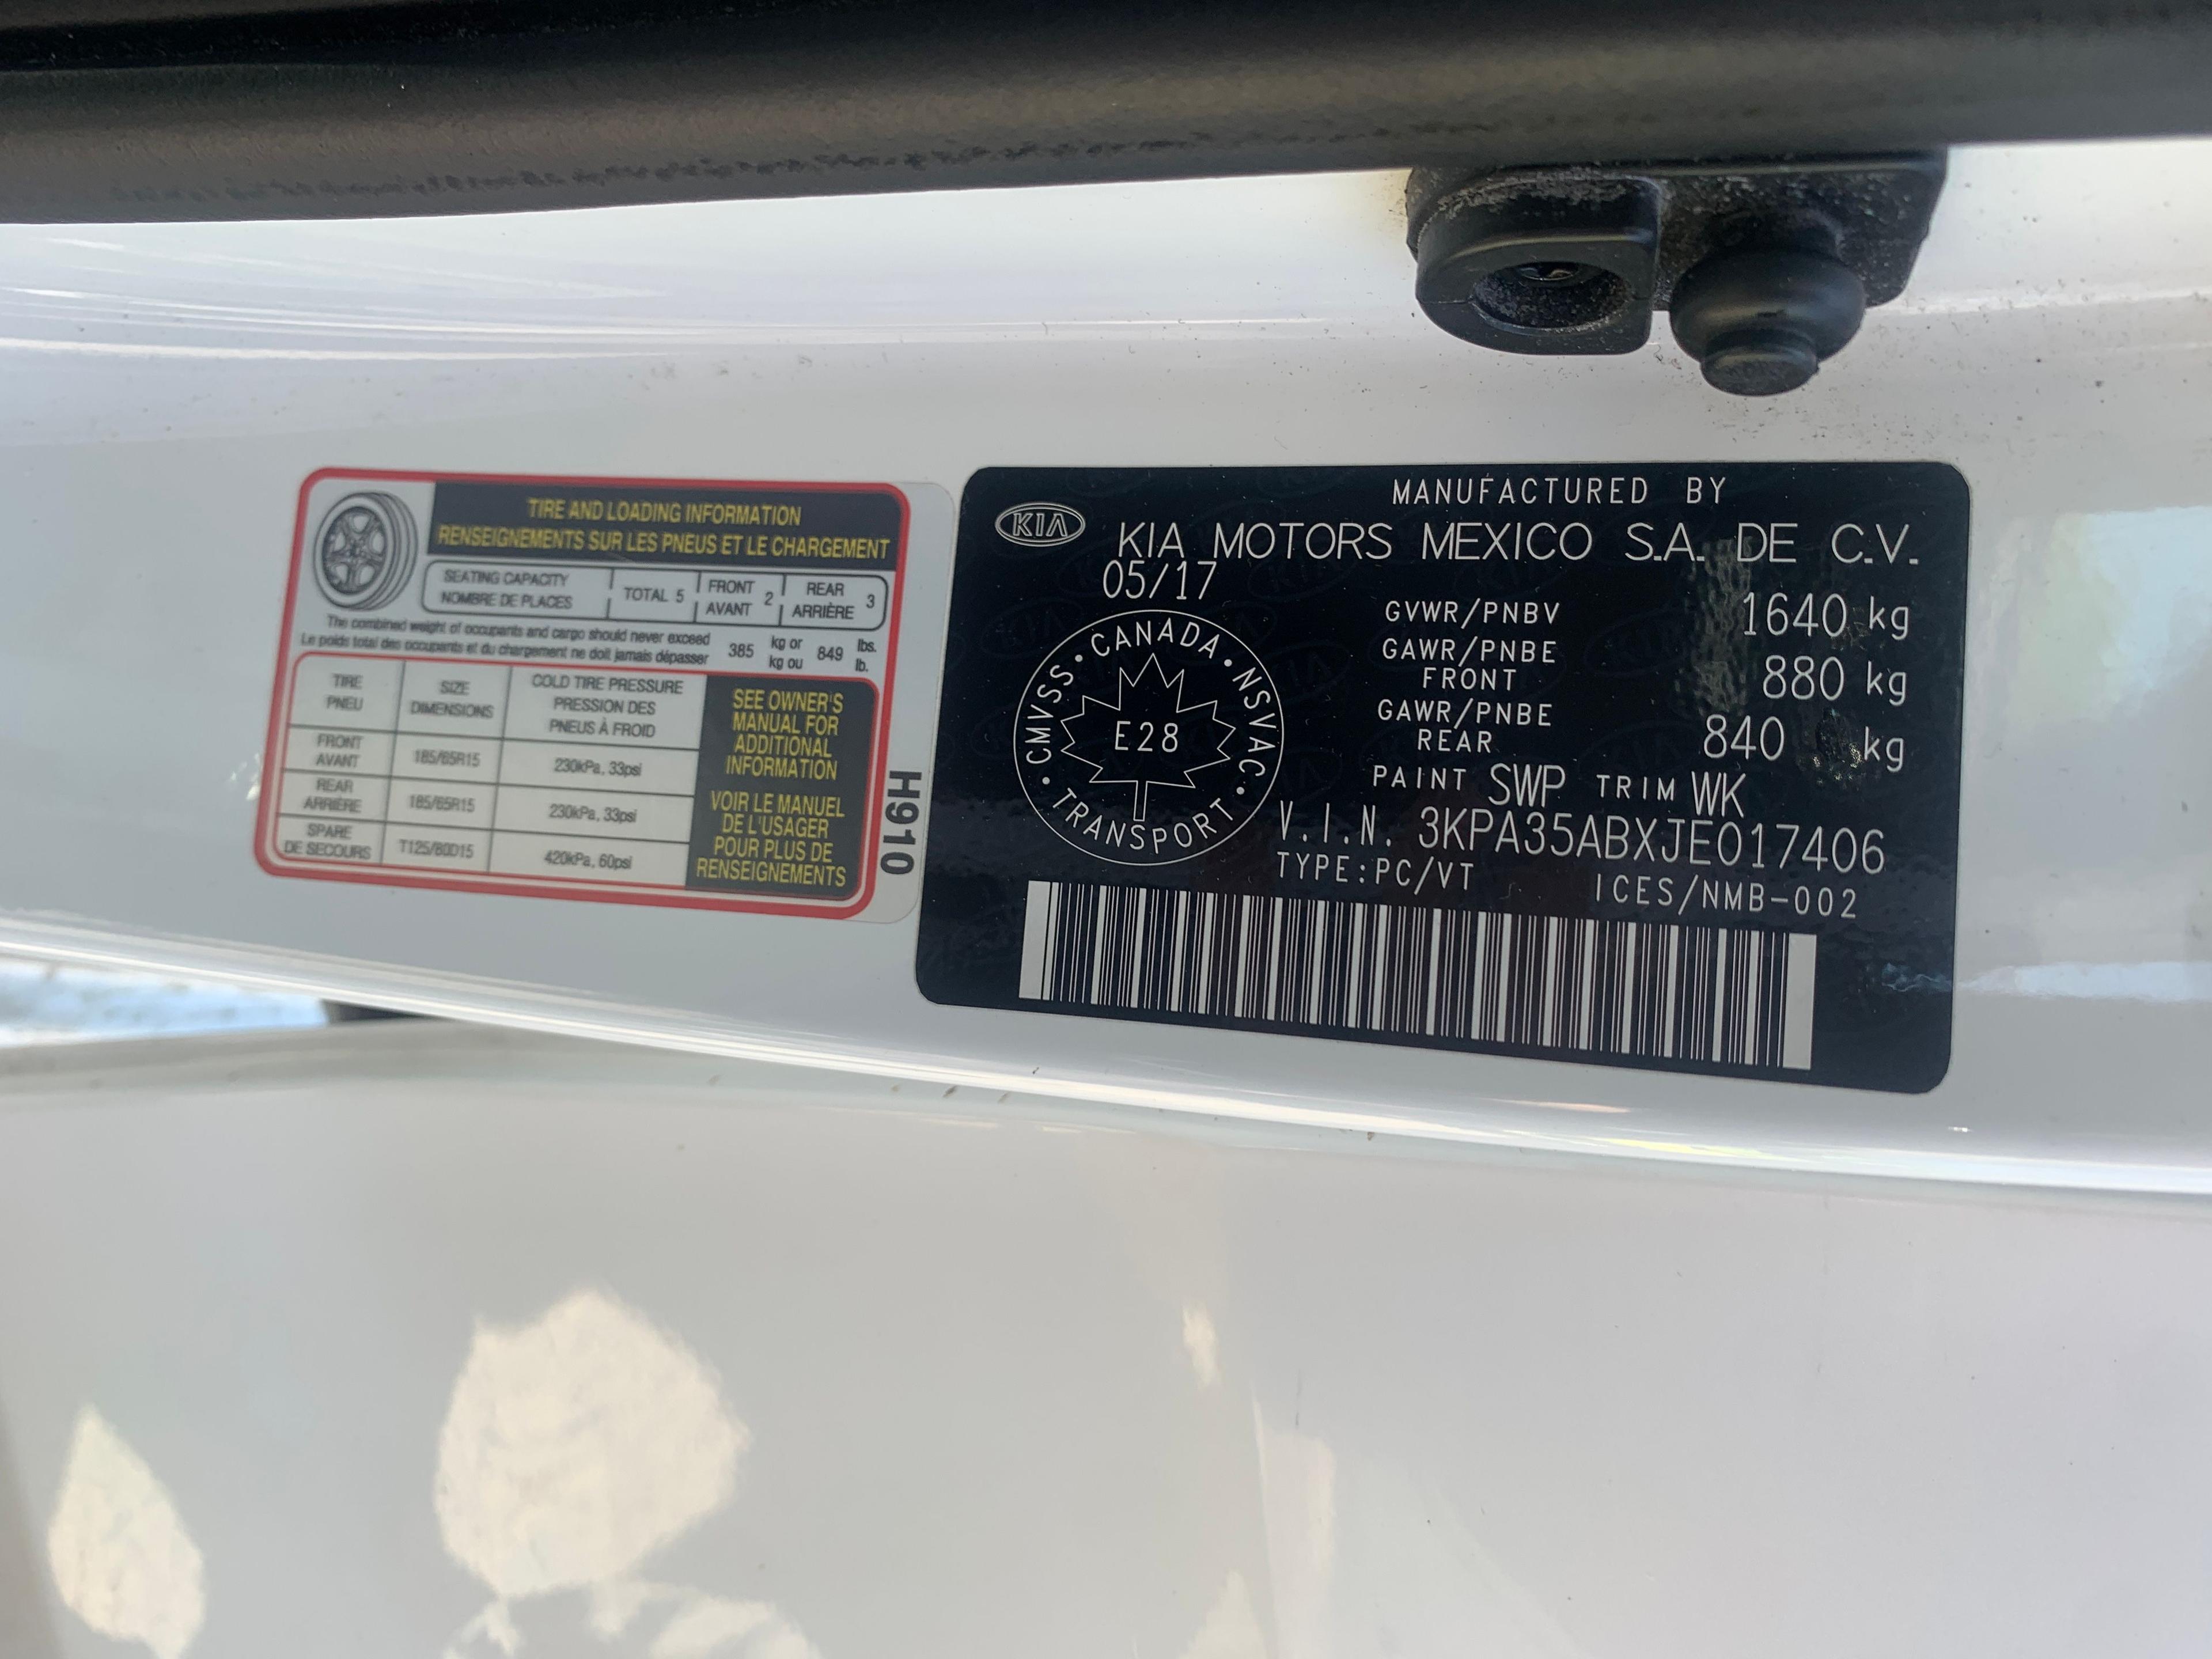 TIRE AND LOADING INFORMATION
RENSEIGNEMENTS SUR LES PNEUS ET LE CHARGEMENT
SEATING CAPACITY
NOMBRE DE PLACES
TOTAL 5
FRONT
AVANT
2
REAR
ARRIÈRE
3
The combined weight of occupants and cargo should never exceed
Le poids total des occupants et du chargement ne doit jamais dépasser
385
kg or
kg ou
849
lbs.
lb.
TIRE
PNEU
SIZE
DIMENSIONS
COLD TIRE PRESSURE
PRESSION DES
PNEUS À FROID
FRONT
AVANT
185/65R15
230kPa, 33psi
REAR
ARRIÈRE
185/65R15
230kPa, 33psi
SPARE
DE SECOURS
T125/80D15
420kPa, 60psi
SEE OWNER'S
MANUAL FOR
ADDITIONAL
INFORMATION
VOIR LE MANUEL
DE L'USAGER
POUR PLUS DE
RENSEIGNEMENTS
H910
KIA
MANUFACTURED BY
KIA MOTORS MEXICO S.A. DE C.V.
05/17
GVWR/PNBV 1640 kg
GAWR/PNBE
FRONT
880 kg
GAWR/PNBE
REAR
840 kg
PAINT SWP TRIM WK
V.I.N. 3KPA35ABXJE017406
TYPE:PC/VT ICES/NMB-002
CANADA • NSVAC • TRANSPORT • CMVSS •
E28